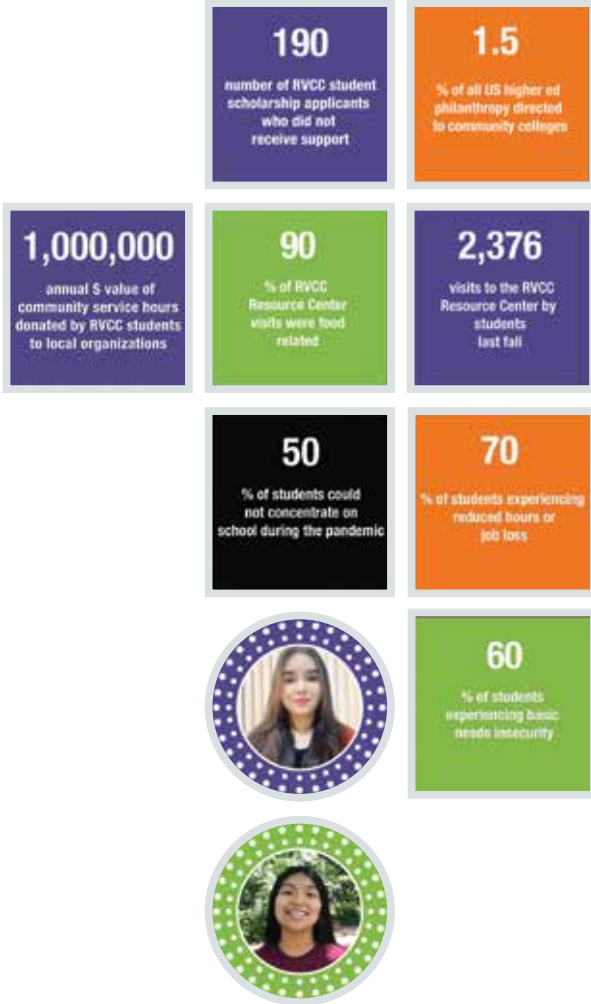 190
number of RVCC student
scholarship applicants
who did not
receive support
1.5
% of all US higher ed
philanthropy directed
to community colleges
1,000,000
annual $ value of
community service hours
donated by RVCC students
to local organizations
90
% of RVCC
Resource Center
visits were food
related
2,376
visits to the RVCC
Resource Center by
students
last fall
50
% of students could
not concentrate on
school during the pandemic
70
% of students experiencing
reduced hours or
job loss
60
% of students
experiencing basic
needs insecurity